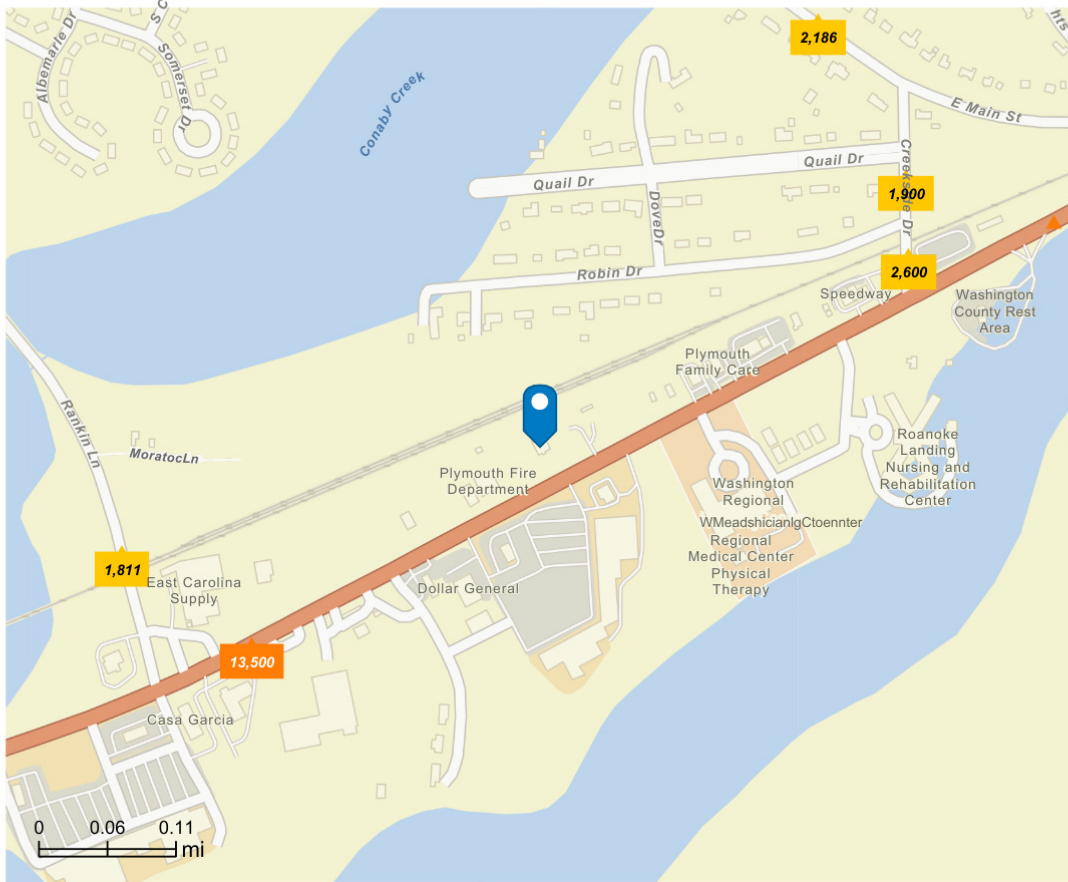 Albemarle Dr
S C
Somerset Dr
Conaby Creek
2,186
hts
E Main St
Quail Dr
Quail Dr
Creekside Dr
1,900
Dove Dr
Robin Dr
2,600
Speedway
Washington
County Rest
Area
Plymouth
Family Care
Rankin Ln
Moratoc Ln
Plymouth Fire
Department
Roanoke
Landing
Nursing and
Rehabilitation
Center
Washington
Regional
WMeadshicianlgCtoennter
Regional
Medical Center
Physical
Therapy
1,811
East Carolina
Supply
Dollar General
13,500
Casa Garcia
0 0.06 0.11
mi